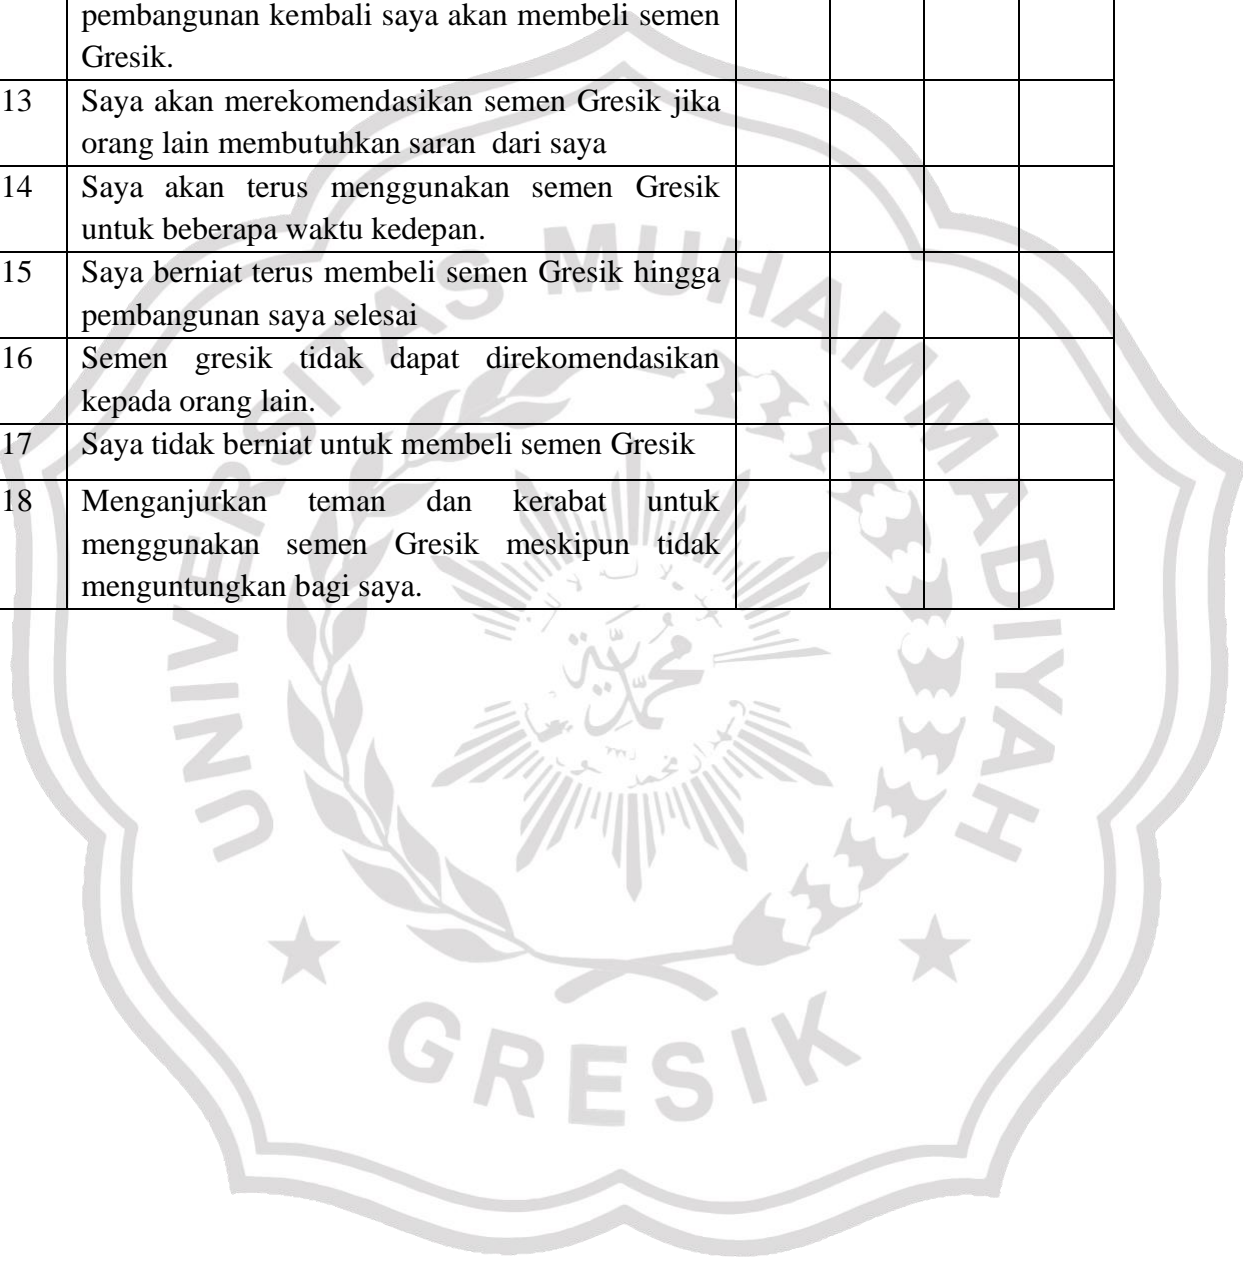 pembangunan kembali saya akan membeli semen
Gresik.
13 Saya akan merekomendasikan semen Gresik jika
orang lain membutuhkan saran dari saya
14 Saya akan terus menggunakan semen Gresik
untuk beberapa waktu kedepan.
15 Saya berniat terus membeli semen Gresik hingga
pembangunan saya selesai
16 Semen gresik tidak dapat direkomendasikan
kepada orang lain.
17 Saya tidak berniat untuk membeli semen Gresik
18 Menganjurkan teman dan kerabat untuk
menggunakan semen Gresik meskipun tidak
menguntungkan bagi saya.
UNIVERSITAS MUHAMMADIYAH
GRESIK